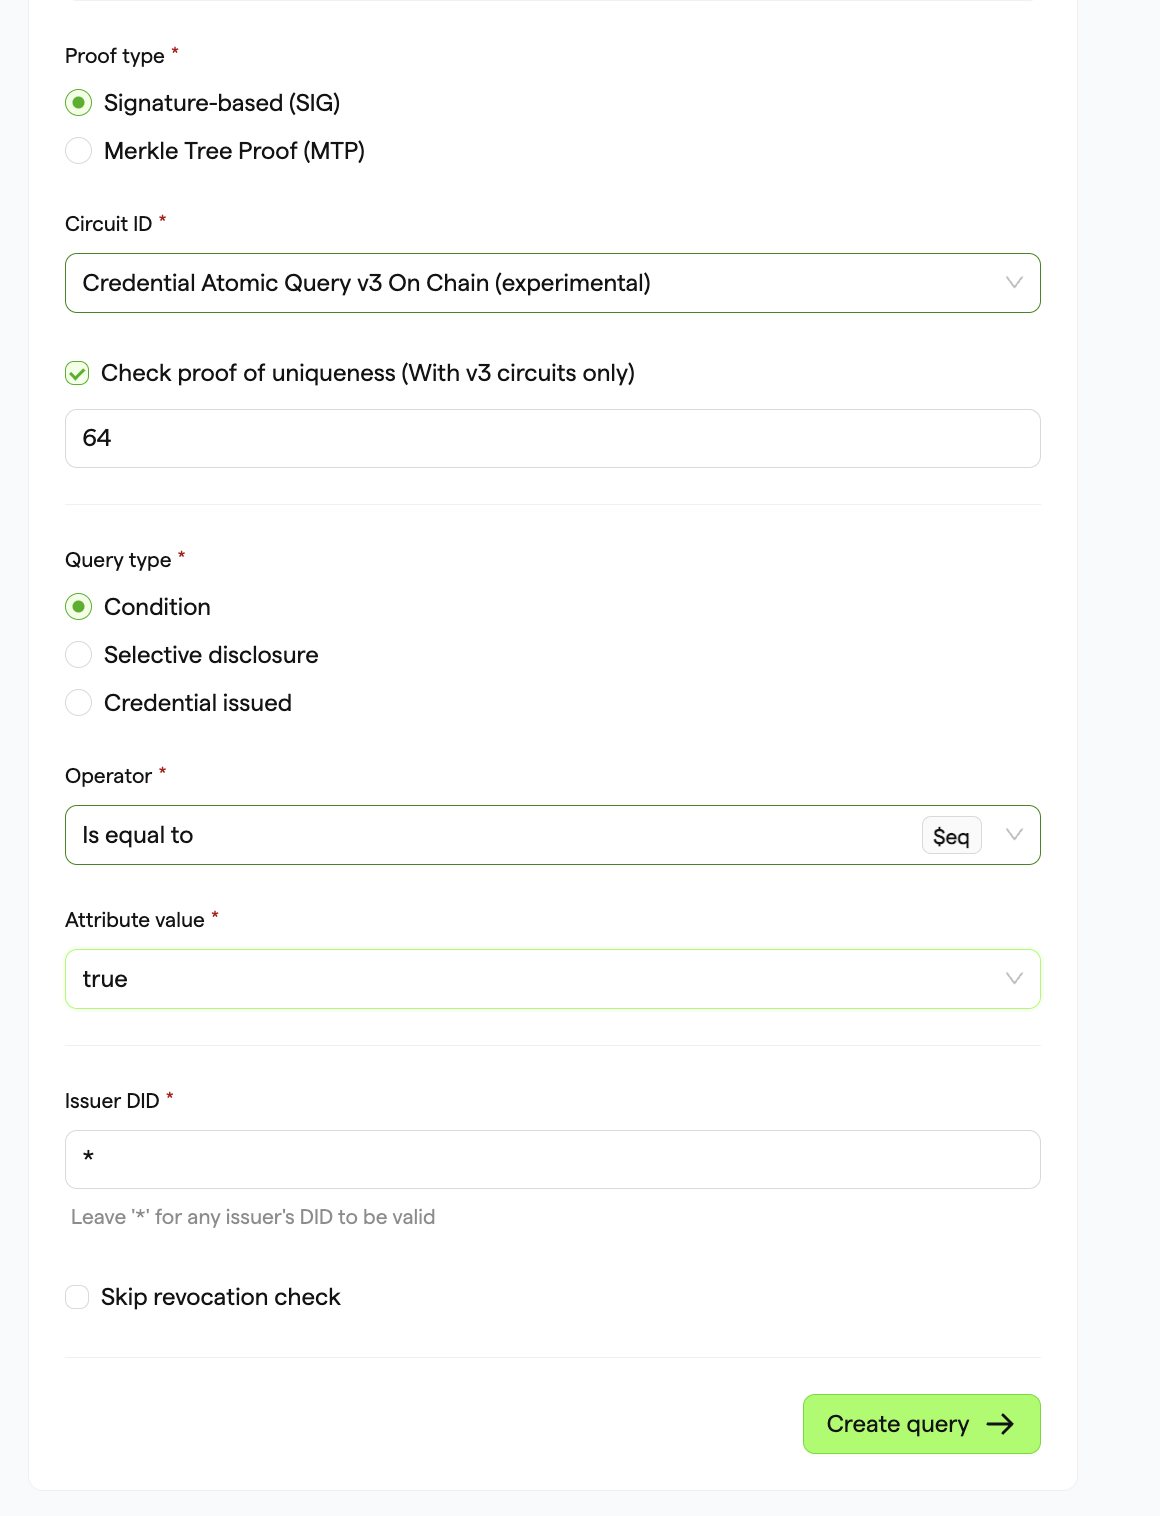 Proof type *
Signature-based (SIG)
Merkle Tree Proof (MTP)
Circuit ID *
Credential Atomic Query v3 On Chain (experimental)
Check proof of uniqueness (With v3 circuits only)
64
Query type *
Condition
Selective disclosure
Credential issued
Operator *
Is equal to $eq
Attribute value *
true
Issuer DID *
*
Leave '*' for any issuer's DID to be valid
Skip revocation check
Create query →